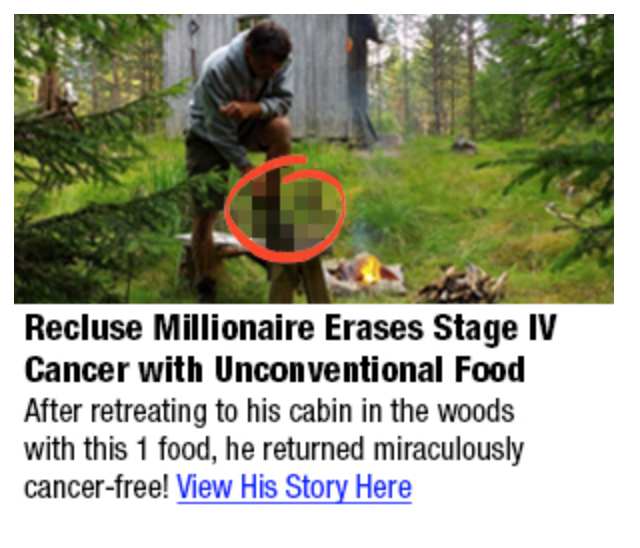 Recluse Millionaire Erases Stage IV
Cancer with Unconventional Food
After retreating to his cabin in the woods
with this 1 food, he returned miraculously
cancer-free! View His Story Here